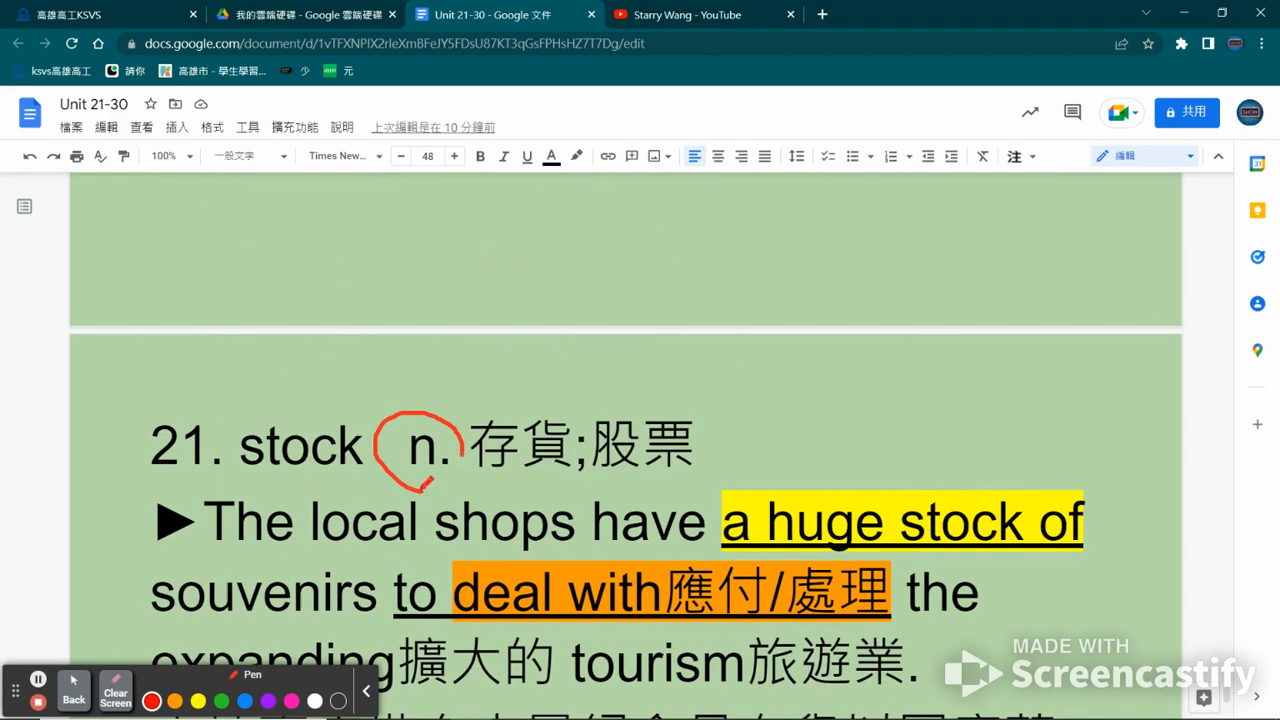 高雄高工KSVS
我的雲端硬碟 - Google 雲端硬碟
Unit 21-30 - Google 文件
Starry Wang - YouTube
docs.google.com/document/d/1vTFXNPlX2rIeXmBFeJY5FDsU87KT3qGsFPHsHZ7T7Dg/edit
ksvs高雄高工
請你
高雄市 - 學生學習...
少
元
Unit 21-30
檔案 編輯 查看 插入 格式 工具 擴充功能 說明 上次編輯是在 10 分鐘前
共用
100% 一般文字 Times New... 48 B I U A 注 編輯
21. stock n. 存貨;股票
►The local shops have a huge stock of
souvenirs to deal with應付/處理 the
expanding擴大的 tourism旅遊業.
Pen
Back
Clear Screen
MADE WITH
Screencastify